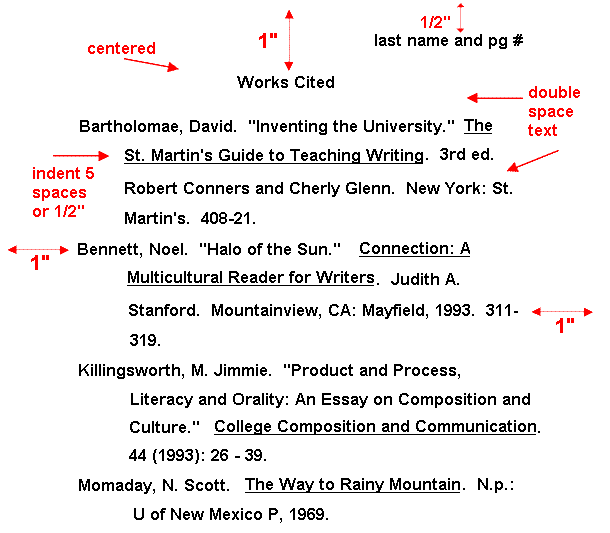 1/2"
1"
last name and pg #
centered
Works Cited
double
space
text
Bartholomae, David.  "Inventing the University."  The
St. Martin's Guide to Teaching Writing.  3rd ed.
indent 5
spaces
or 1/2"
Robert Conners and Cherly Glenn.  New York: St.
Martin's.  408-21.
Bennett, Noel.  "Halo of the Sun."  Connection: A
1"
Multicultural Reader for Writers.  Judith A.
Stanford.  Mountainview, CA: Mayfield, 1993.  311-
1"
319.
Killingsworth, M. Jimmie.  "Product and Process,
Literacy and Orality: An Essay on Composition and
Culture."  College Composition and Communication.
44 (1993): 26 - 39.
Momaday, N. Scott.  The Way to Rainy Mountain.  N.p.:
U of New Mexico P, 1969.